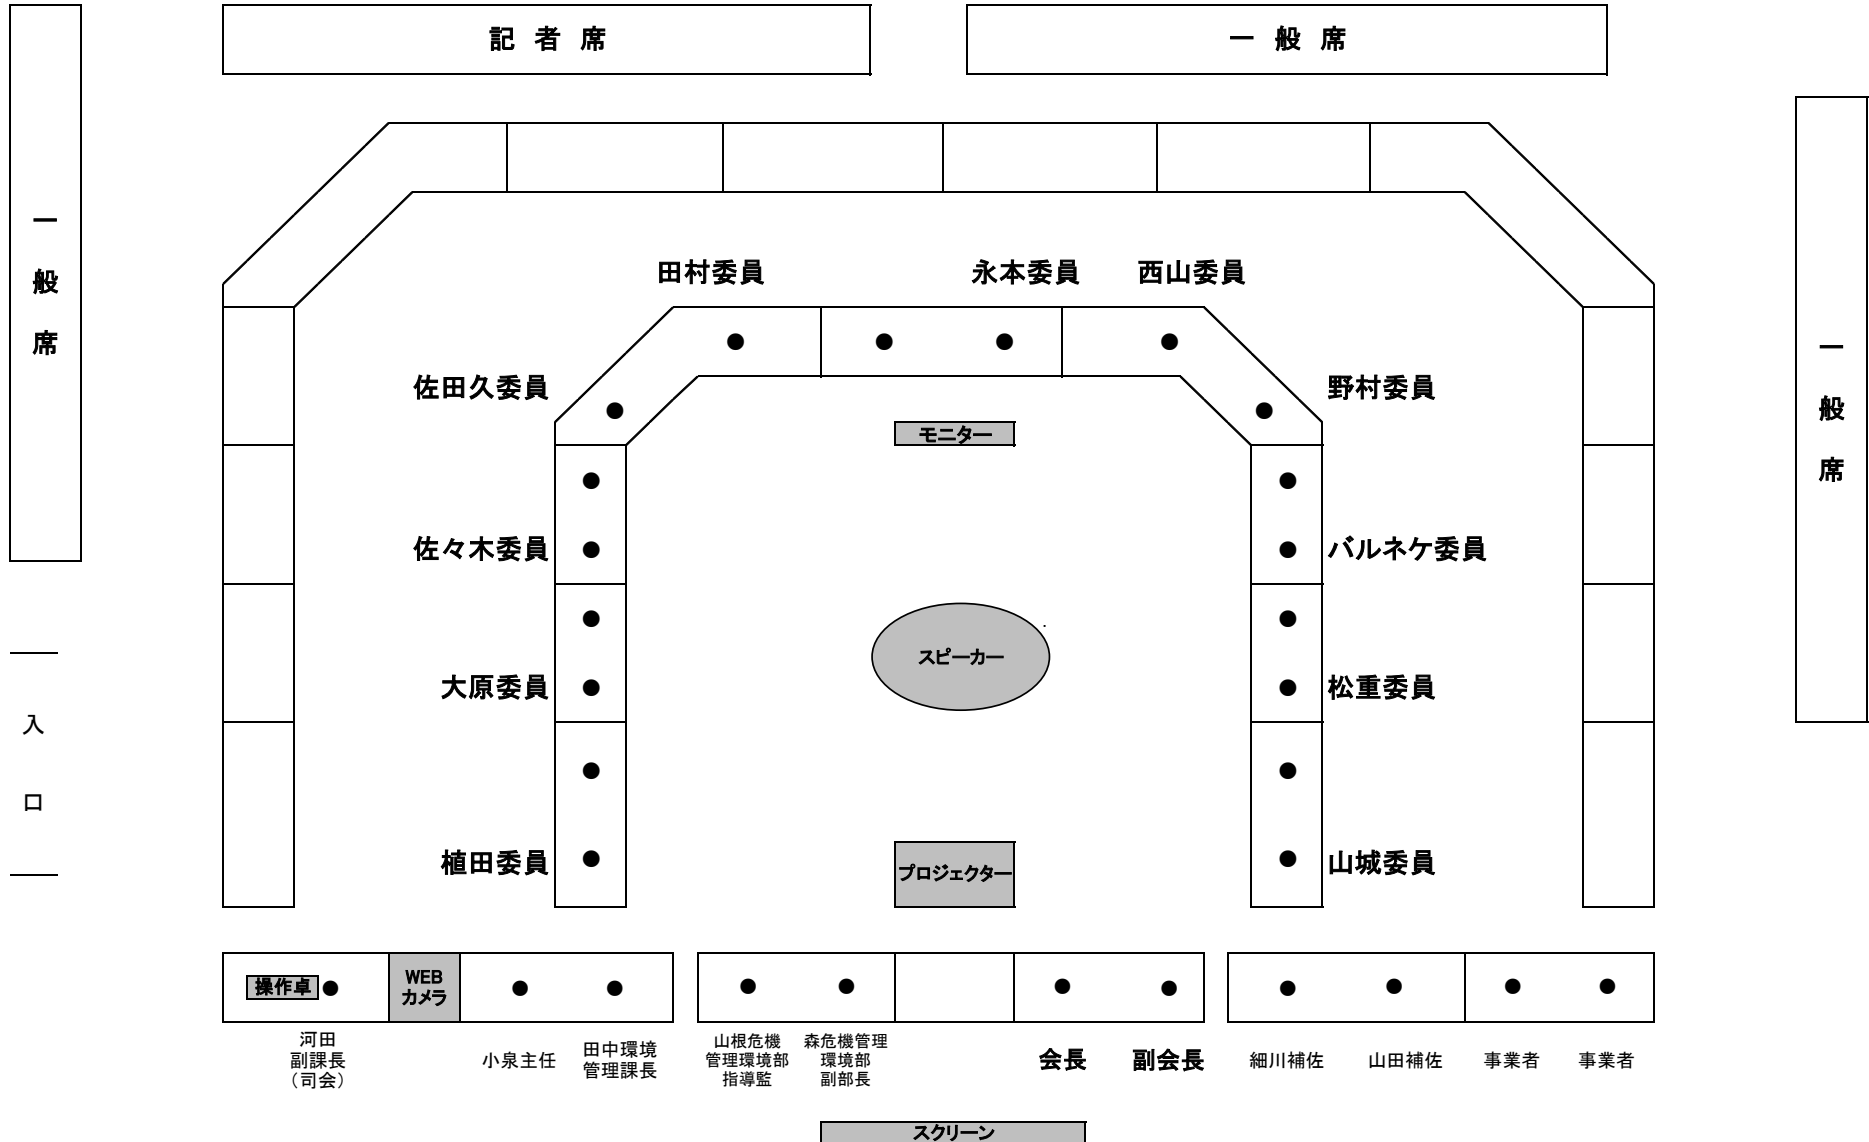 記 者 席
一 般 席
一
般
席
一
般
席
田村委員
永本委員
西山委員
佐田久委員
野村委員
モニター
佐々木委員
バルネケ委員
スピーカー
大原委員
松重委員
入
口
植田委員
プロジェクター
山城委員
操作卓
WEB
カメラ
河田
副課長
（司会）
小泉主任
田中環境
管理課長
山根危機
管理環境部
指導監
森危機管理
環境部
副部長
会長
副会長
細川補佐
山田補佐
事業者
事業者
スクリーン